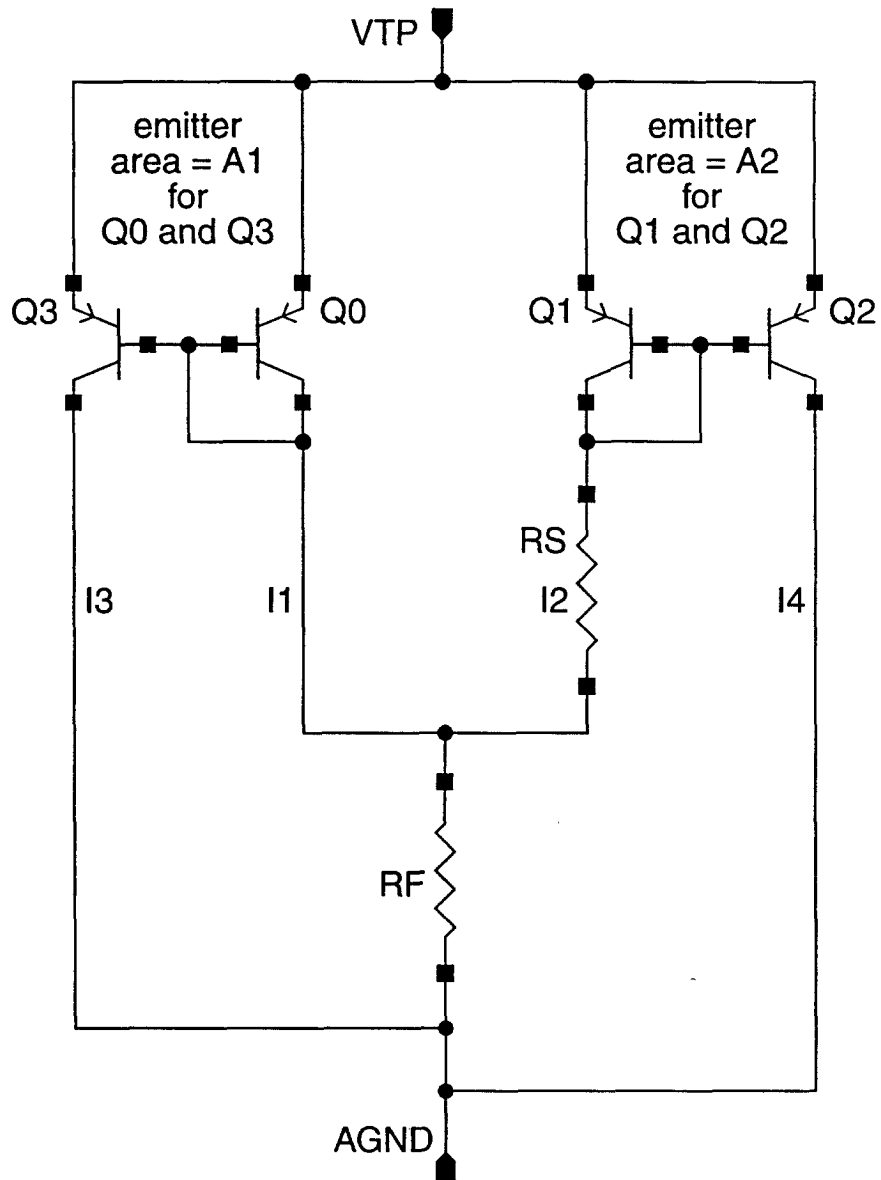 VTP
emitter
area = A1
for
Q0 and Q3
emitter
area = A2
for
Q1 and Q2
Q3
Q0
Q1
Q2
RS
I3
I1
I2
I4
RF
AGND